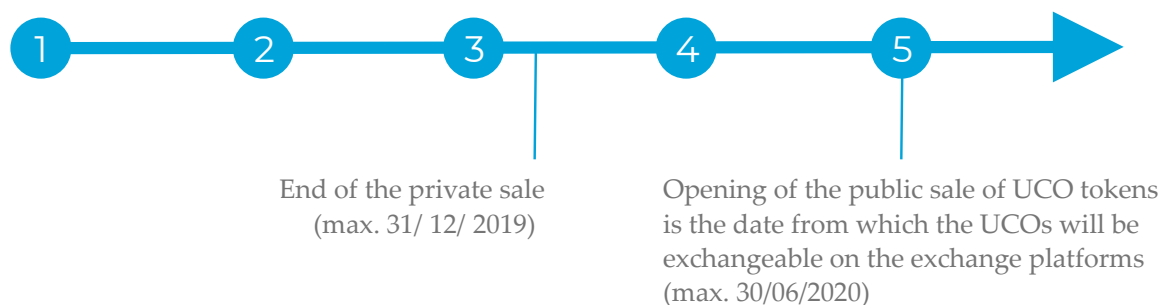 1 2 3 4 5
End of the private sale
(max. 31/ 12/ 2019)
Opening of the public sale of UCO tokens
is the date from which the UCOs will be
exchangeable on the exchange platforms
(max. 30/06/2020)